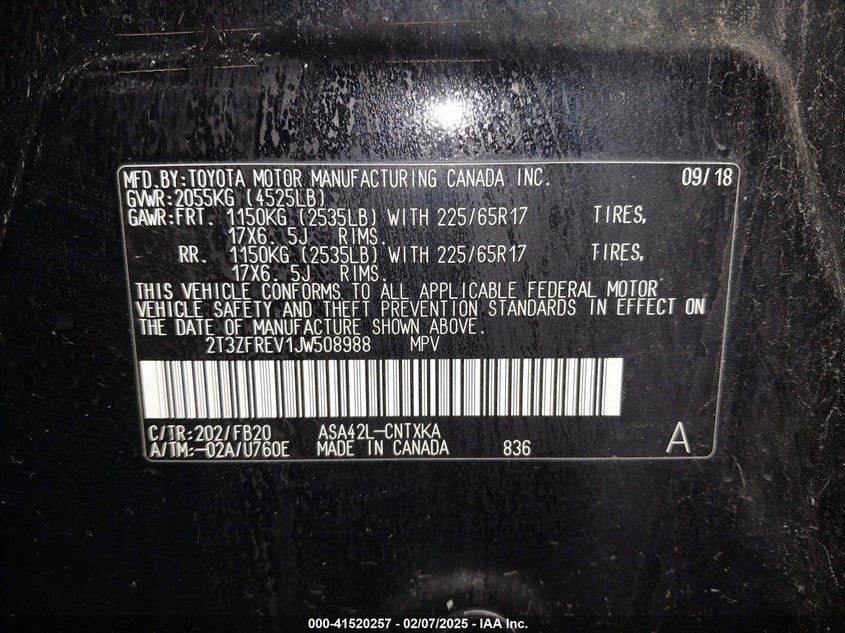 MFD.BY:TOYOTA MOTOR MANUFACTURING CANADA INC. 09/18
GVWR:2055KG (4525LB)
GAWR:FRT. 1150KG (2535LB) WITH 225/65R17 TIRES,
17X6. 5J RIMS.
RR. 1150KG (2535LB) WITH 225/65R17 TIRES,
17X6. 5J RIMS.
THIS VEHICLE CONFORMS TO ALL APPLICABLE FEDERAL MOTOR
VEHICLE SAFETY AND THEFT PREVENTION STANDARDS IN EFFECT ON
THE DATE OF MANUFACTURE SHOWN ABOVE.
2T3ZFREV1JW508988 MPV
C/TR:202/FB20 ASA42L-CNTXKA
A/TM:-02A/U760E MADE IN CANADA 836 A
000-41520257 - 02/07/2025 - IAA Inc.